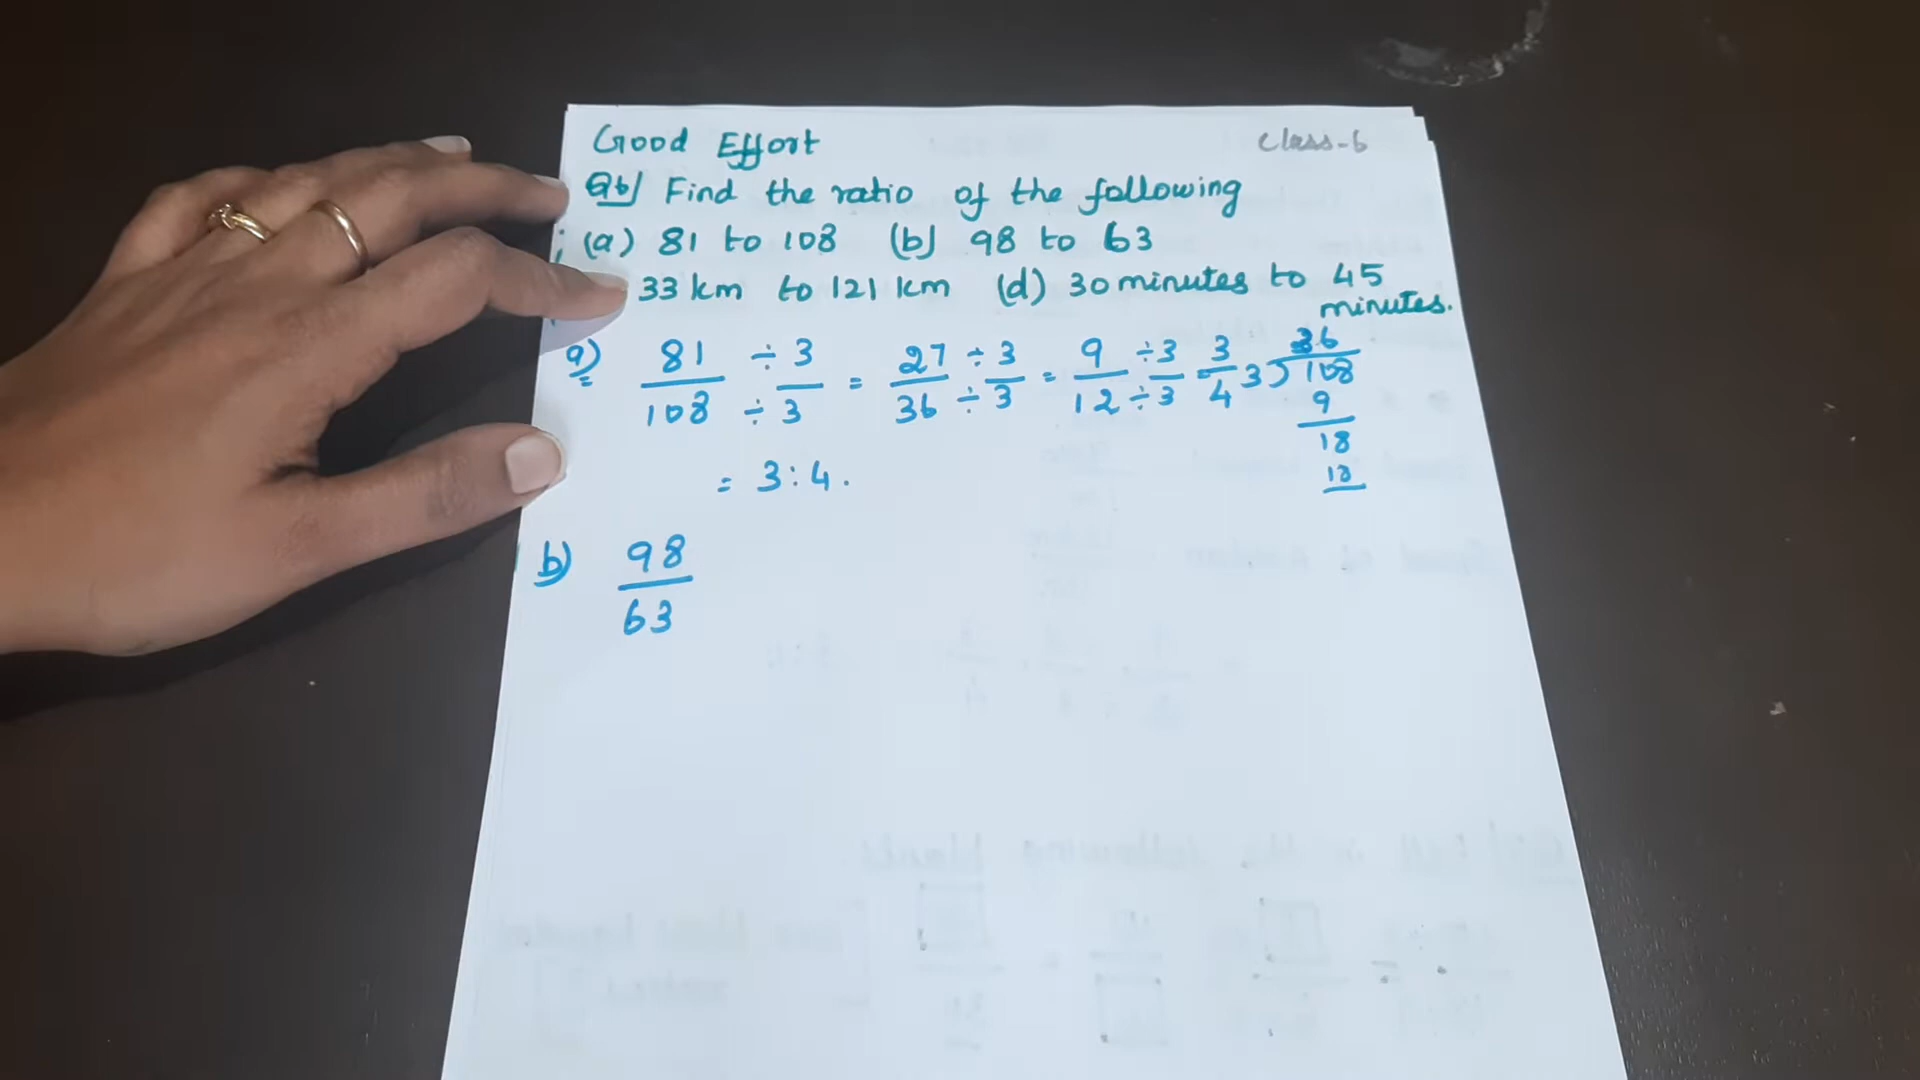 Good Effort Class-6
Q6) Find the ratio of the following
(a) 81 to 108 (b) 98 to 63
33 km to 121 km (d) 30 minutes to 45
minutes.
a) 81/108 ÷ 3/÷ 3 = 27/36 ÷ 3/÷ 3 = 9/12 ÷3/÷3 = 3/4 3) 108
36
9
18
18
= 3:4.
b) 98/63